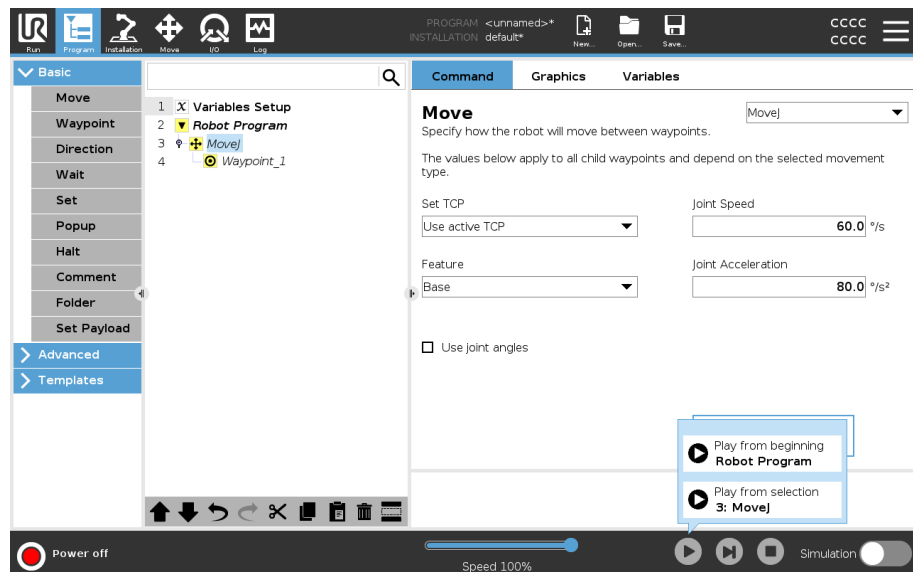 UR
Run
Program
Installation
Move
I/O
Log
PROGRAM <unnamed>*
INSTALLATION default*
New...
Open...
Save...
CCCC
CCCC
Basic
Move
Waypoint
Direction
Wait
Set
Popup
Halt
Comment
Folder
Set Payload
Advanced
Templates
1 X Variables Setup
2 Robot Program
3 MoveJ
4 Waypoint_1
Command Graphics Variables
Move
MoveJ
Specify how the robot will move between waypoints.
The values below apply to all child waypoints and depend on the selected movement
type.
Set TCP
Joint Speed
Use active TCP
60.0 °/s
Feature
Joint Acceleration
Base
80.0 °/s²
Use joint angles
Play from beginning
Robot Program
Play from selection
3: MoveJ
Power off
Speed 100%
Simulation